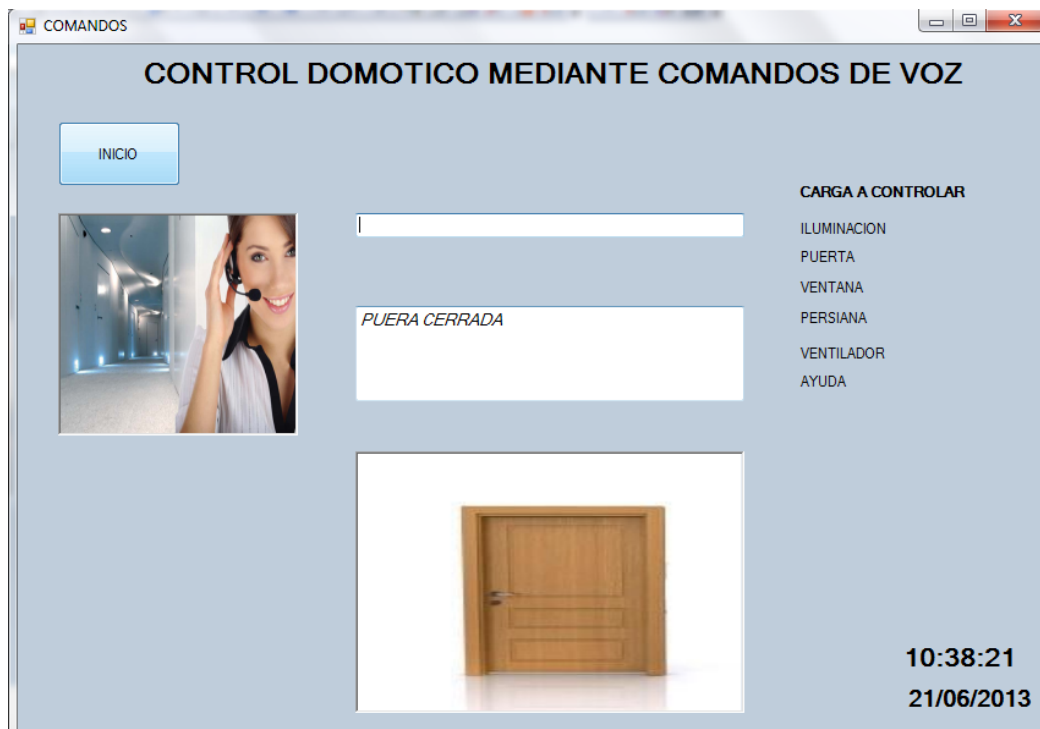 COMANDOS
CONTROL DOMOTICO MEDIANTE COMANDOS DE VOZ
INICIO
CARGA A CONTROLAR
ILUMINACION
PUERTA
VENTANA
PERSIANA
VENTILADOR
AYUDA
PUERA CERRADA
10:38:21
21/06/2013